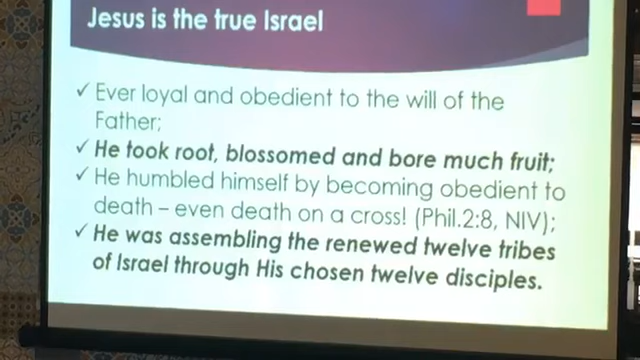 Jesus is the true Israel
✓ Ever loyal and obedient to the will of the
Father;
✓ He took root, blossomed and bore much fruit;
✓ He humbled himself by becoming obedient to
death – even death on a cross! (Phil.2:8, NIV);
✓ He was assembling the renewed twelve tribes
of Israel through His chosen twelve disciples.